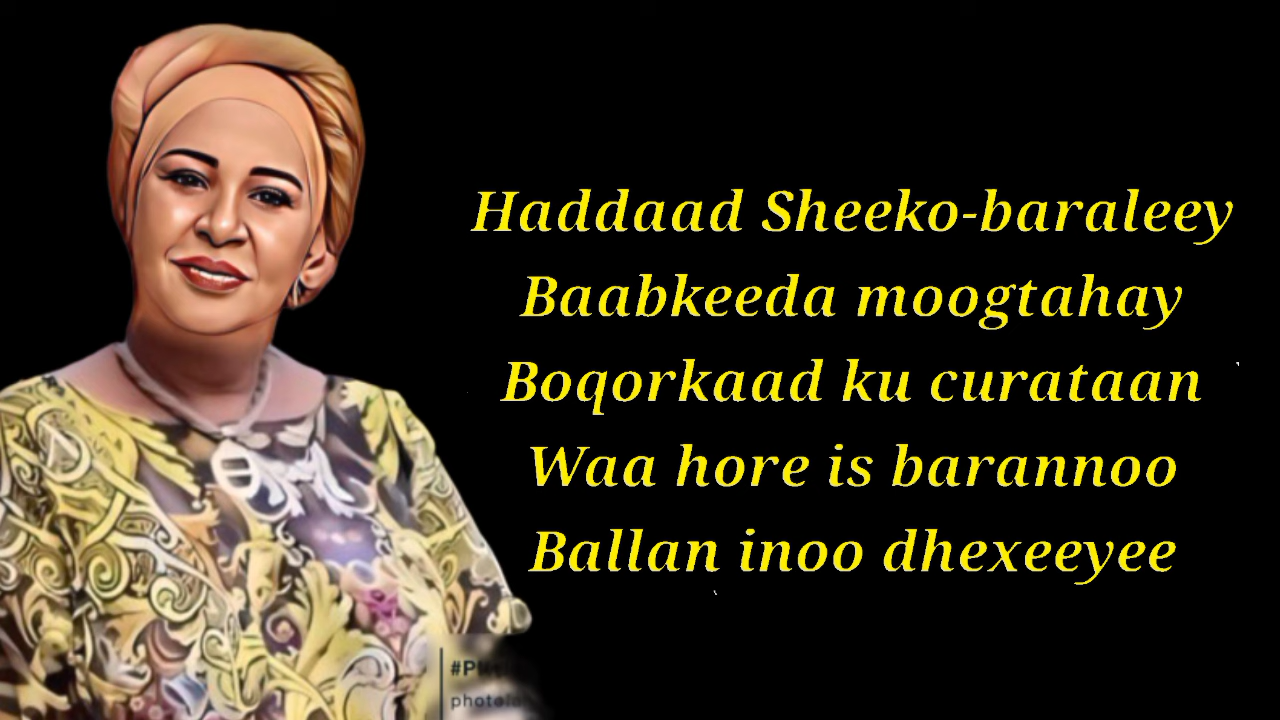 Haddaad Sheeko-baraleey
Baabkeeda moogtahay
Boqorkaad ku curataan
Waa hore is barannoo
Ballan inoo dhexeeyee